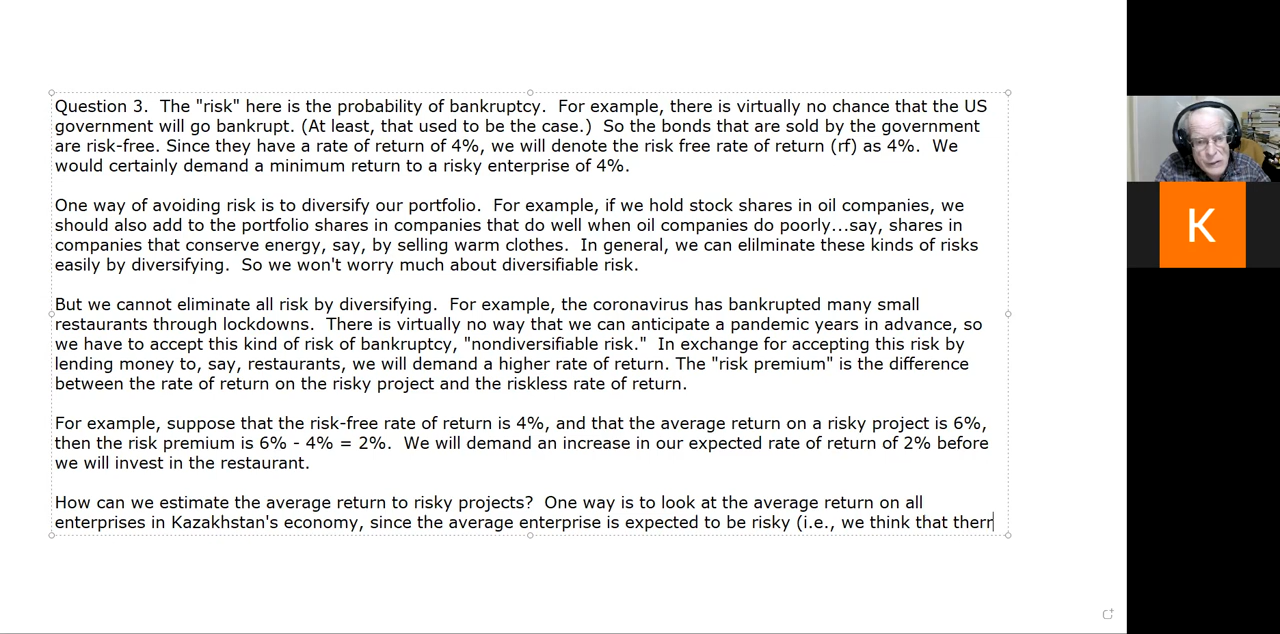 Question 3.  The "risk" here is the probability of bankruptcy.  For example, there is virtually no chance that the US
government will go bankrupt. (At least, that used to be the case.)  So the bonds that are sold by the government
are risk-free. Since they have a rate of return of 4%, we will denote the risk free rate of return (rf) as 4%.  We
would certainly demand a minimum return to a risky enterprise of 4%.
One way of avoiding risk is to diversify our portfolio.  For example, if we hold stock shares in oil companies, we
should also add to the portfolio shares in companies that do well when oil companies do poorly...say, shares in
companies that conserve energy, say, by selling warm clothes.  In general, we can elilminate these kinds of risks
easily by diversifying.  So we won't worry much about diversifiable risk.
But we cannot eliminate all risk by diversifying.  For example, the coronavirus has bankrupted many small
restaurants through lockdowns.  There is virtually no way that we can anticipate a pandemic years in advance, so
we have to accept this kind of risk of bankruptcy, "nondiversifiable risk."  In exchange for accepting this risk by
lending money to, say, restaurants, we will demand a higher rate of return. The "risk premium" is the difference
between the rate of return on the risky project and the riskless rate of return.
For example, suppose that the risk-free rate of return is 4%, and that the average return on a risky project is 6%,
then the risk premium is 6% - 4% = 2%.  We will demand an increase in our expected rate of return of 2% before
we will invest in the restaurant.
How can we estimate the average return to risky projects?  One way is to look at the average return on all
enterprises in Kazakhstan's economy, since the average enterprise is expected to be risky (i.e., we think that therr
K